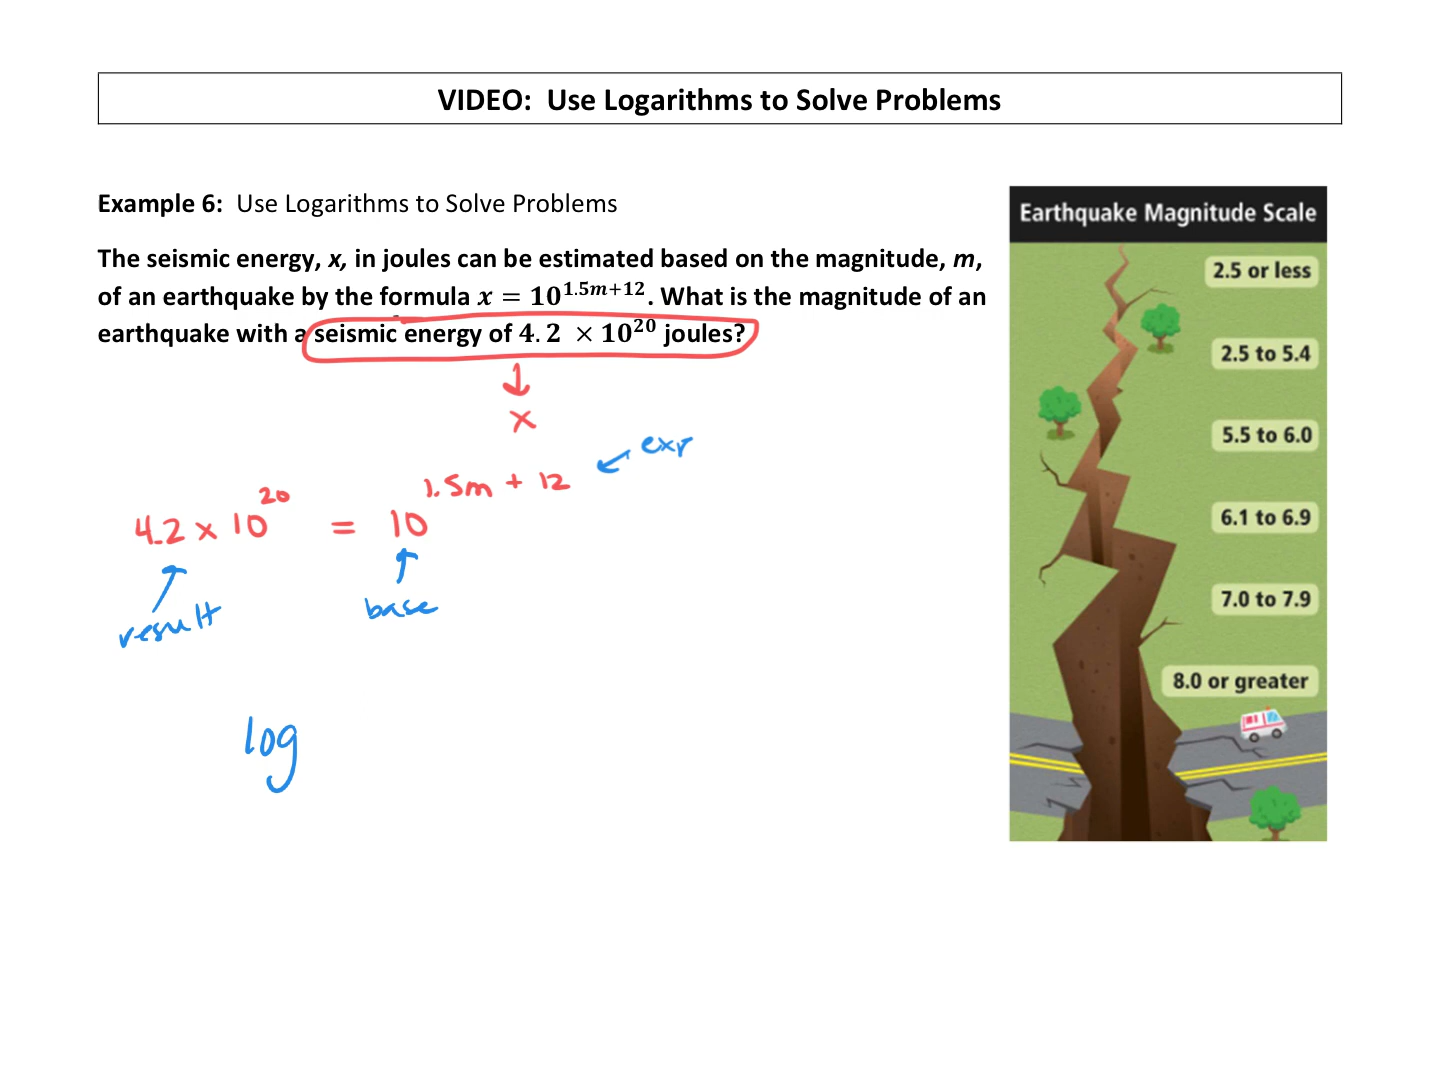 VIDEO: Use Logarithms to Solve Problems
Example 6: Use Logarithms to Solve Problems
The seismic energy, x, in joules can be estimated based on the magnitude, m,
of an earthquake by the formula x = 10^{1.5m+12}. What is the magnitude of an
earthquake with a seismic energy of 4.2 × 10^{20} joules?
x
exp
4.2 x 10^{20} = 10^{1.5m + 12}
result
base
log
Earthquake Magnitude Scale
2.5 or less
2.5 to 5.4
5.5 to 6.0
6.1 to 6.9
7.0 to 7.9
8.0 or greater